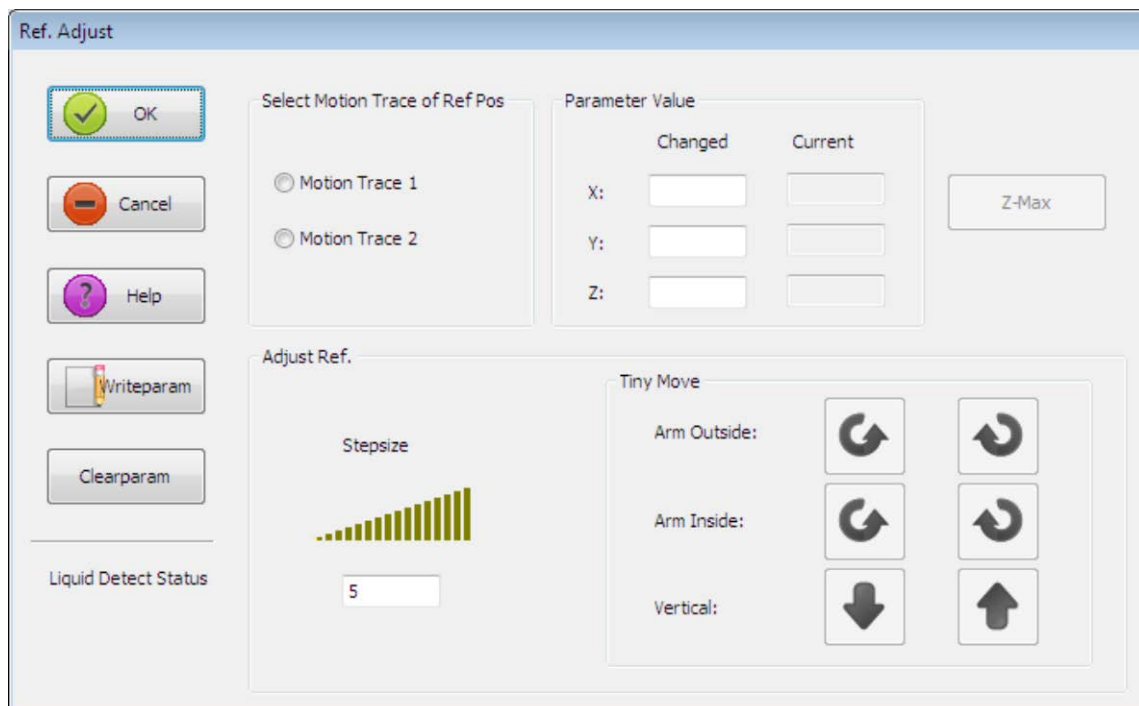 Ref. Adjust
OK
Cancel
Help
Writeparam
Clearparam
Liquid Detect Status
Select Motion Trace of Ref Pos
Motion Trace 1
Motion Trace 2
Parameter Value
Changed Current
X:
Y:
Z:
Z-Max
Adjust Ref.
Stepsize
5
Tiny Move
Arm Outside:
Arm Inside:
Vertical: